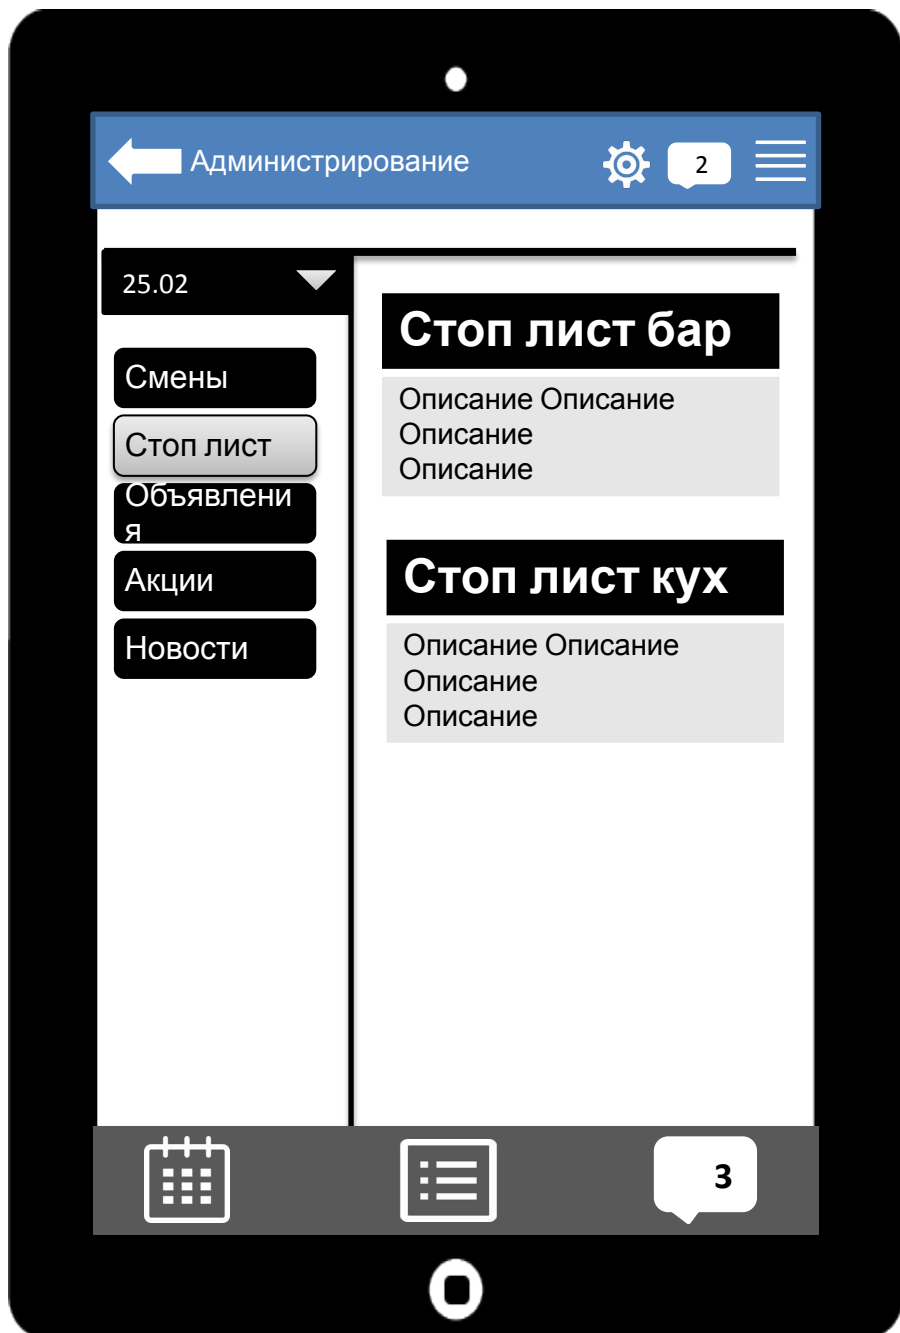 Администрирование
2
25.02
Смены
Стоп лист
Объявлени
я
Акции
Новости
Стоп лист бар
Описание Описание
Описание
Описание
Стоп лист кух
Описание Описание
Описание
Описание
3